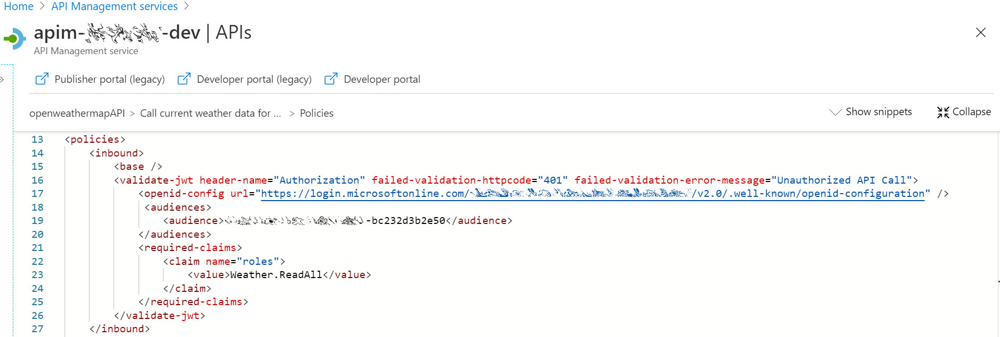 Home > API Management services >
apim- -dev | APIs
API Management service
Publisher portal (legacy) Developer portal (legacy) Developer portal
openweathermapAPI > Call current weather data for ... > Policies Show snippets Collapse
13 <policies>
14 <inbound>
15 <base />
16 <validate-jwt header-name="Authorization" failed-validation-httpcode="401" failed-validation-error-message="Unauthorized API Call">
17 <openid-config url="https://login.microsoftonline.com/ /v2.0/.well-known/openid-configuration" />
18 <audiences>
19 <audience> -bc232d3b2e50</audience>
20 </audiences>
21 <required-claims>
22 <claim name="roles">
23 <value>Weather.ReadAll</value>
24 </claim>
25 </required-claims>
26 </validate-jwt>
27 </inbound>